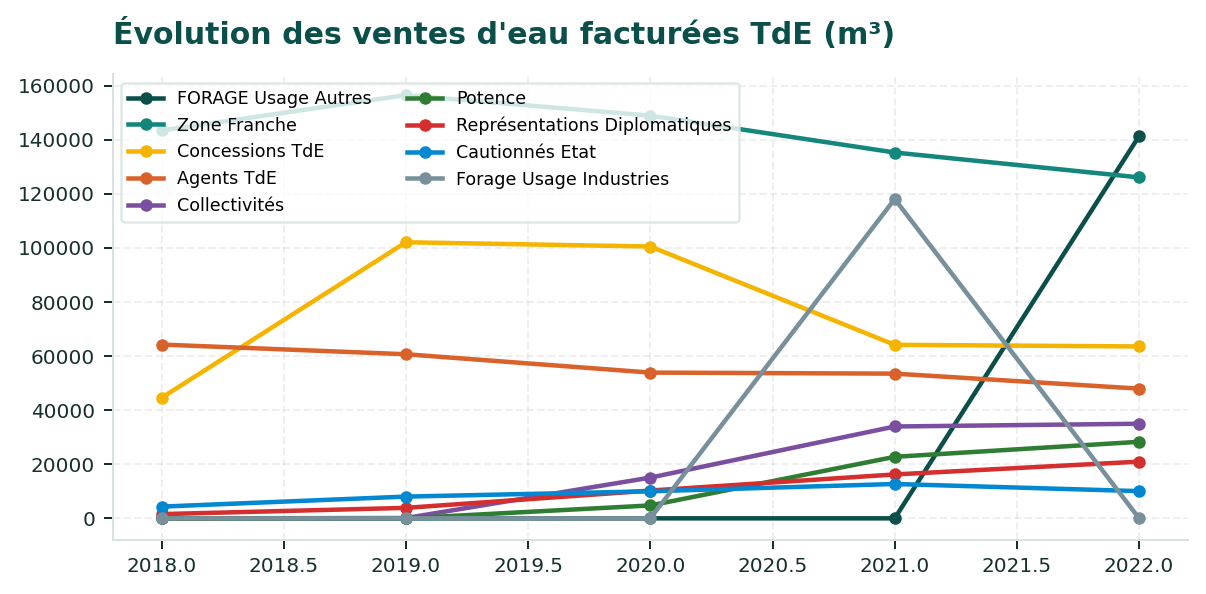 Évolution des ventes d'eau facturées TdE (m³)
160000
140000
120000
100000
80000
60000
40000
20000
0
FORAGE Usage Autres
Zone Franche
Concessions TdE
Agents TdE
Collectivités
Potence
Représentations Diplomatiques
Cautionnés Etat
Forage Usage Industries
2018.0 2018.5 2019.0 2019.5 2020.0 2020.5 2021.0 2021.5 2022.0